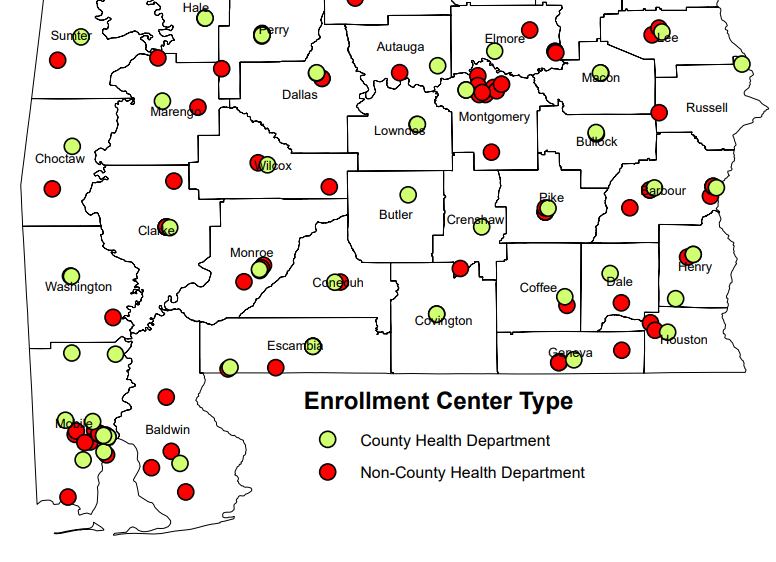 Hale
Perry
Sumter
Autauga
Elmore
Lee
Dallas
Macon
Marengo
Russell
Montgomery
Lowndes
Bullock
Choctaw
Wilcox
Barbour
Pike
Butler
Crenshaw
Clarke
Monroe
Henry
Washington
Conecuh
Coffee
Dale
Covington
Houston
Escambia
Geneva
Enrollment Center Type
Mobile
Baldwin
County Health Department
Non-County Health Department